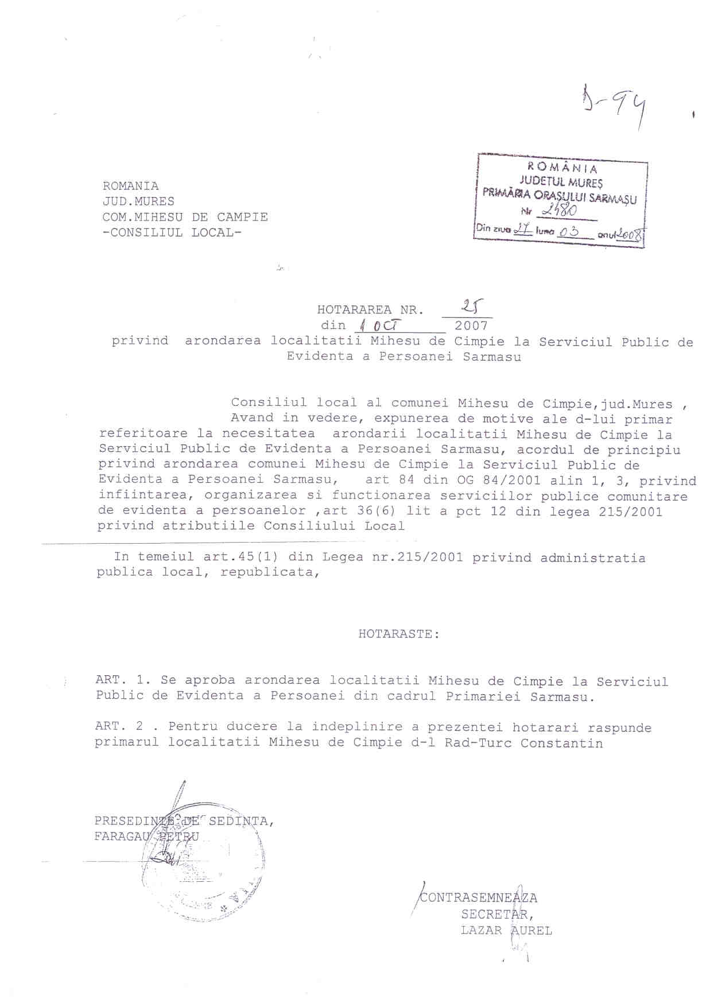 D-94
ROMÂNIA
JUDEȚUL MUREȘ
PRIMĂRIA ORAȘULUI SARMAȘU
Nr 2480
Din ziua 27 luna 03 anul 2008
ROMANIA
JUD.MURES
COM.MIHESU DE CAMPIE
-CONSILIUL LOCAL-
HOTARAREA NR. 25
din 1 OCT 2007
privind arondarea localitatii Mihesu de Cimpie la Serviciul Public de
Evidenta a Persoanei Sarmasu
Consiliul local al comunei Mihesu de Cimpie,jud.Mures ,
Avand in vedere, expunerea de motive ale d-lui primar
referitoare la necesitatea arondarii localitatii Mihesu de Cimpie la
Serviciul Public de Evidenta a Persoanei Sarmasu, acordul de principiu
privind arondarea comunei Mihesu de Cimpie la Serviciul Public de
Evidenta a Persoanei Sarmasu, art 84 din OG 84/2001 alin 1, 3, privind
infiintarea, organizarea si functionarea serviciilor publice comunitare
de evidenta a persoanelor ,art 36(6) lit a pct 12 din legea 215/2001
privind atributiile Consiliului Local
In temeiul art.45(1) din Legea nr.215/2001 privind administratia
publica local, republicata,
HOTARASTE:
ART. 1. Se aproba arondarea localitatii Mihesu de Cimpie la Serviciul
Public de Evidenta a Persoanei din cadrul Primariei Sarmasu.
ART. 2 . Pentru ducere la indeplinire a prezentei hotarari raspunde
primarul localitatii Mihesu de Cimpie d-l Rad-Turc Constantin
PRESEDINTE DE SEDINTA,
FARAGAU PETRU
CONTRASEMNEAZA
SECRETAR,
LAZAR AUREL